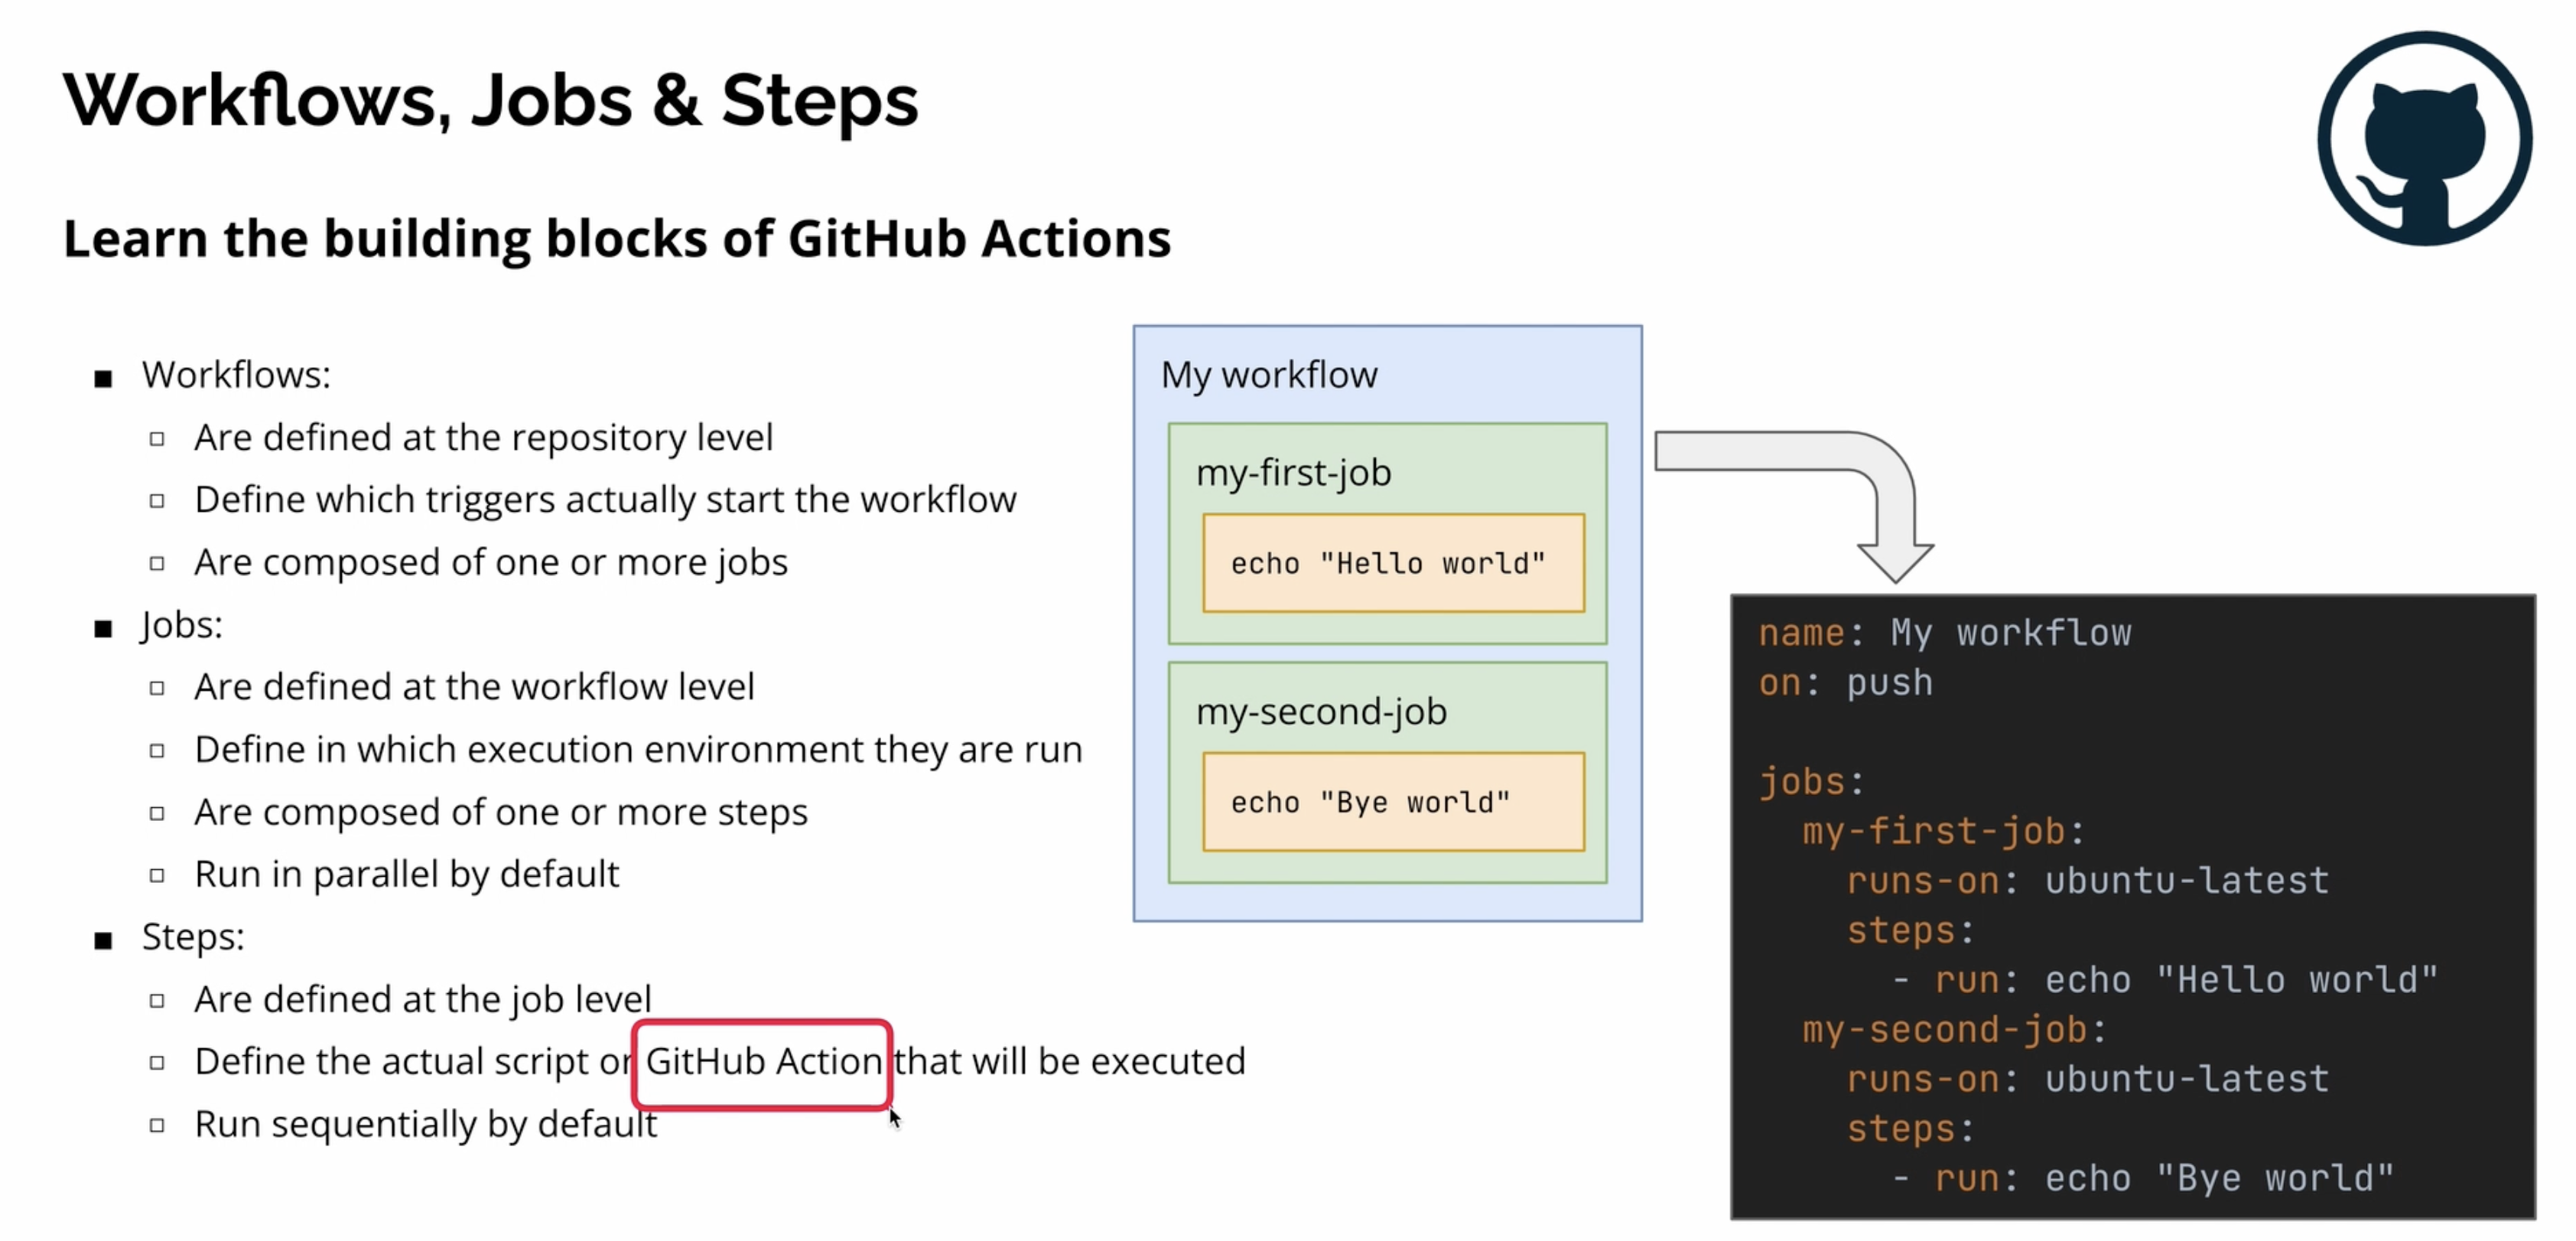 Workflows, Jobs & Steps
Learn the building blocks of GitHub Actions
Workflows:
Are defined at the repository level
Define which triggers actually start the workflow
Are composed of one or more jobs
Jobs:
Are defined at the workflow level
Define in which execution environment they are run
Are composed of one or more steps
Run in parallel by default
Steps:
Are defined at the job level
Define the actual script or GitHub Action that will be executed
Run sequentially by default
My workflow
my-first-job
echo "Hello world"
my-second-job
echo "Bye world"
name: My workflow
on: push
jobs:
  my-first-job:
    runs-on: ubuntu-latest
    steps:
      - run: echo "Hello world"
  my-second-job:
    runs-on: ubuntu-latest
    steps:
      - run: echo "Bye world"